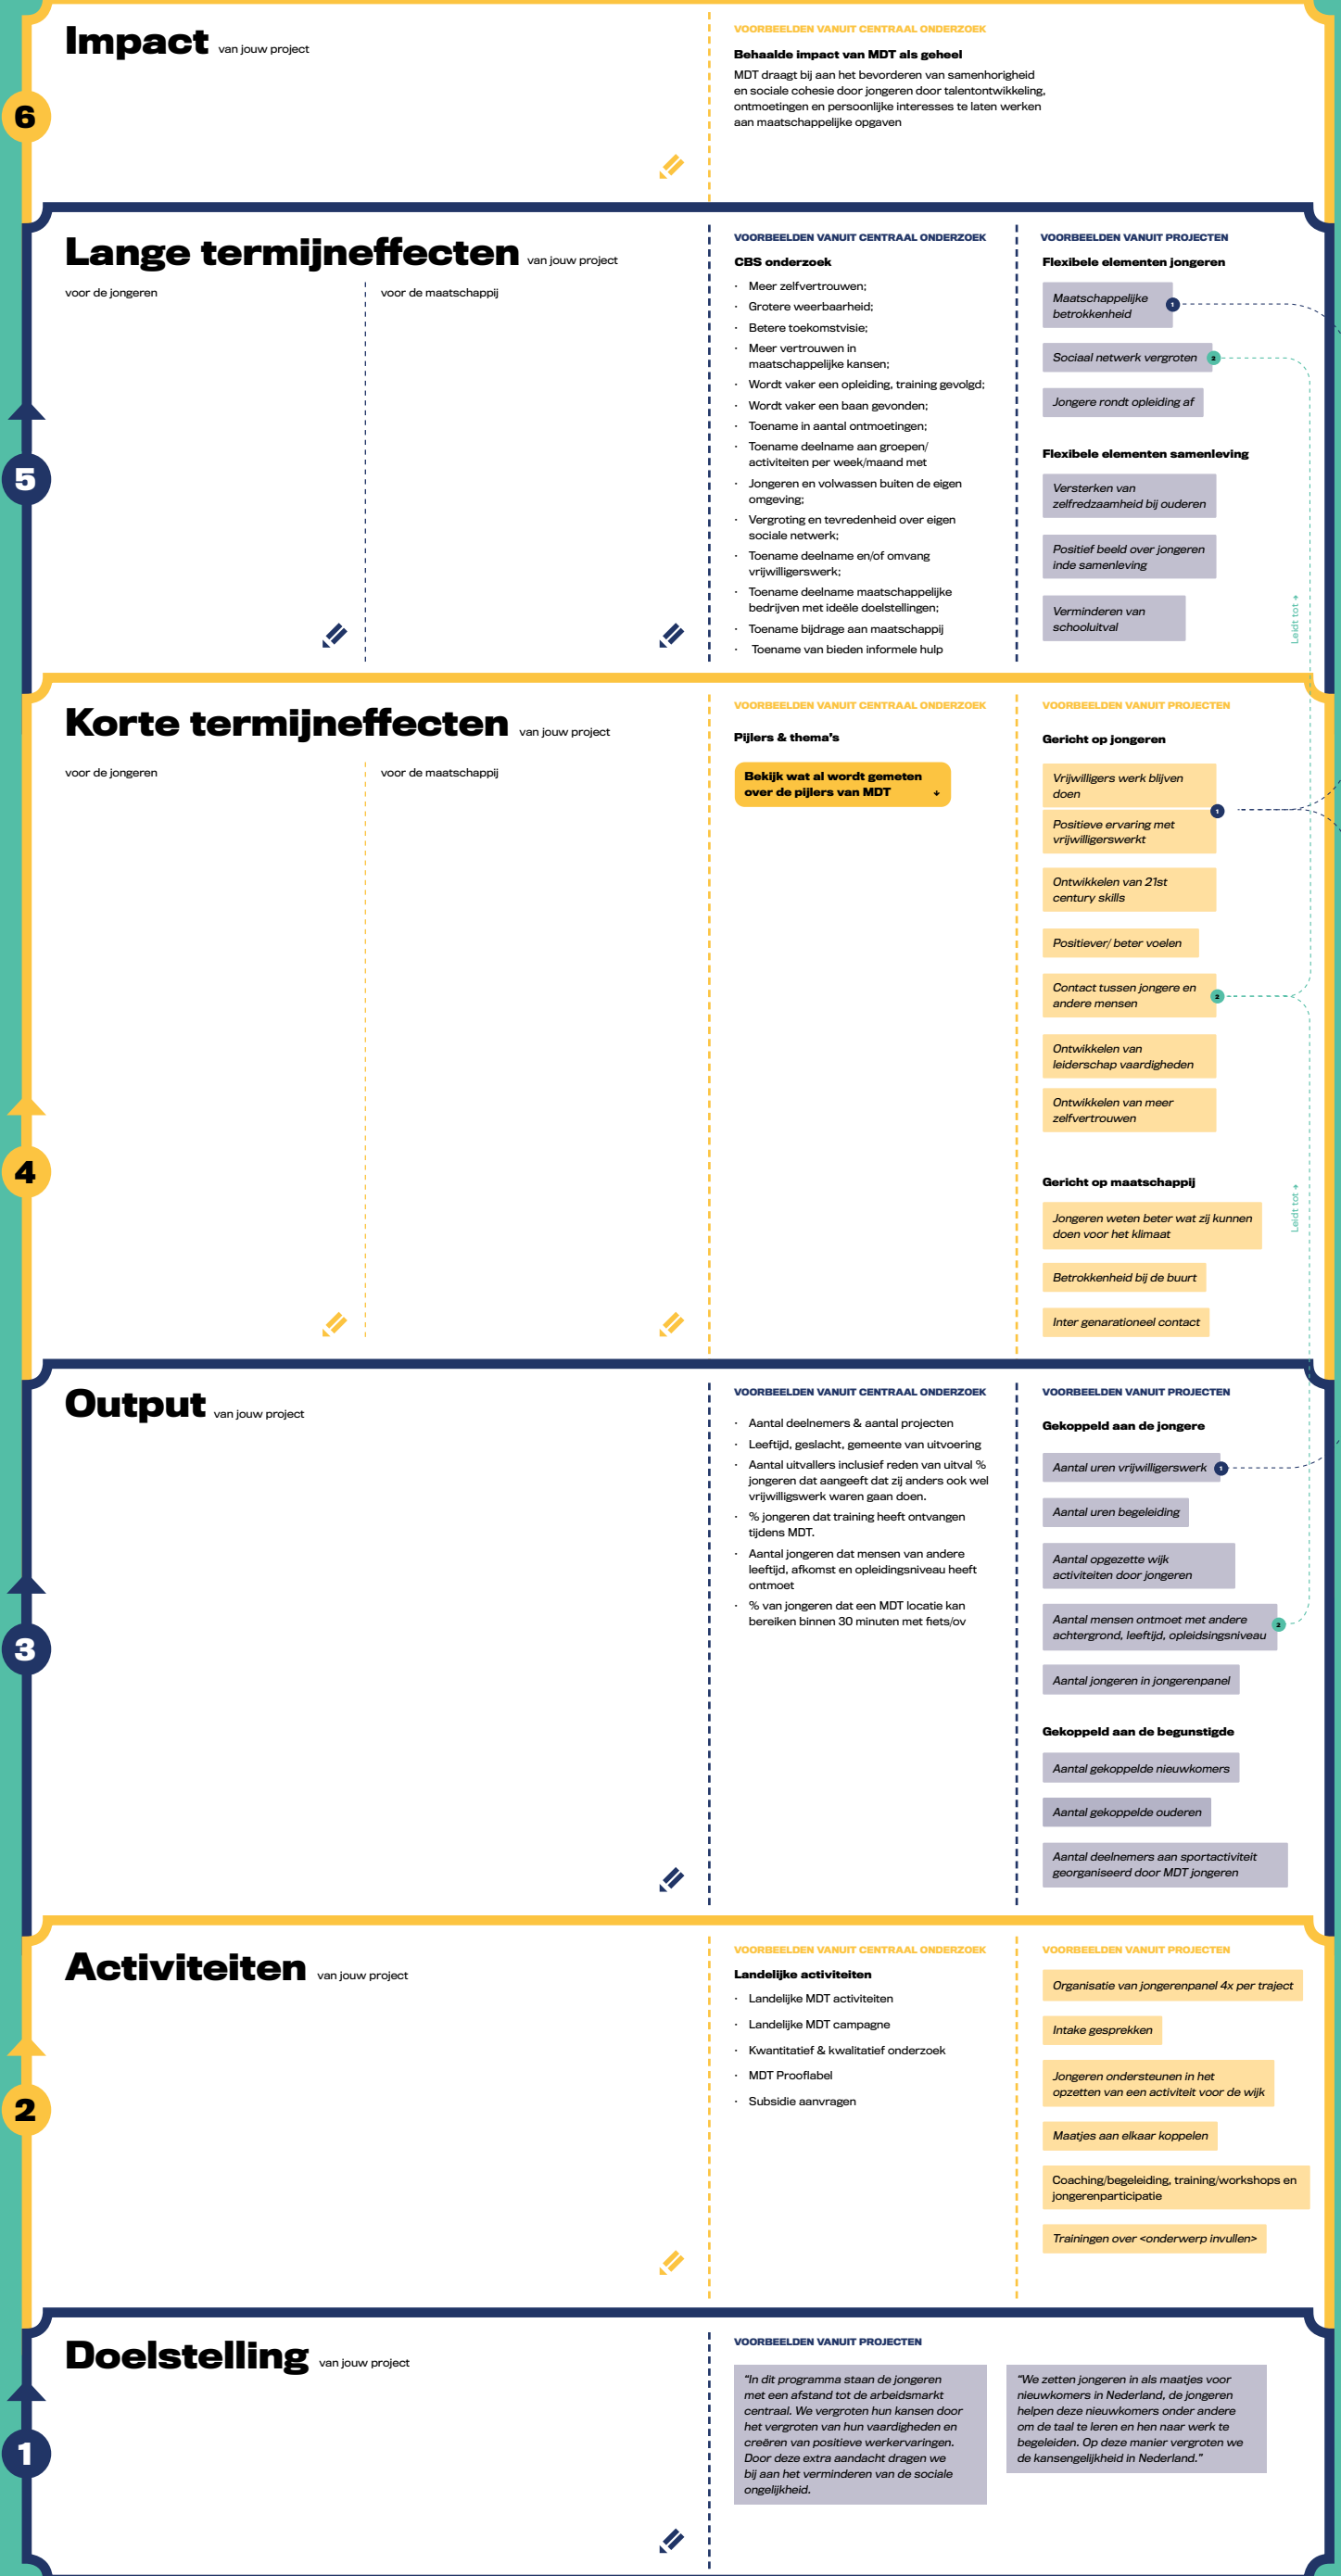 Impact van jouw project
VOORBEELDEN VANUIT CENTRAAL ONDERZOEK
Behaalde impact van MDT als geheel
MDT draagt bij aan het bevorderen van samenhorigheid
en sociale cohesie door jongeren door talentontwikkeling,
ontmoetingen en persoonlijke interesses te laten werken
aan maatschappelijke opgaven
6
Lange termijneffecten van jouw project
voor de jongeren
voor de maatschappij
VOORBEELDEN VANUIT CENTRAAL ONDERZOEK
CBS onderzoek
· Meer zelfvertrouwen;
· Grotere weerbaarheid;
· Betere toekomstvisie;
· Meer vertrouwen in
maatschappelijke kansen;
· Wordt vaker een opleiding, training gevolgd;
· Wordt vaker een baan gevonden;
· Toename in aantal ontmoetingen;
· Toename deelname aan groepen/
activiteiten per week/maand met
· Jongeren en volwassen buiten de eigen
omgeving;
· Vergroting en tevredenheid over eigen
sociale netwerk;
· Toename deelname en/of omvang
vrijwilligerswerk;
· Toename deelname maatschappelijke
bedrijven met ideële doelstellingen;
· Toename bijdrage aan maatschappij
· Toename van bieden informele hulp
VOORBEELDEN VANUIT PROJECTEN
Flexibele elementen jongeren
Maatschappelijke
betrokkenheid
1
Sociaal netwerk vergroten
2
Jongere rondt opleiding af
Flexibele elementen samenleving
Versterken van
zelfredzaamheid bij ouderen
Positief beeld over jongeren
inde samenleving
Verminderen van
schooluitval
Leidt tot →
5
Korte termijneffecten van jouw project
voor de jongeren
voor de maatschappij
VOORBEELDEN VANUIT CENTRAAL ONDERZOEK
Pijlers & thema's
Bekijk wat al wordt gemeten
over de pijlers van MDT ↓
VOORBEELDEN VANUIT PROJECTEN
Gericht op jongeren
Vrijwilligers werk blijven
doen
1
Positieve ervaring met
vrijwilligerswerkt
Ontwikkelen van 21st
century skills
Positiever/ beter voelen
Contact tussen jongere en
andere mensen
2
Ontwikkelen van
leiderschap vaardigheden
Ontwikkelen van meer
zelfvertrouwen
Gericht op maatschappij
Jongeren weten beter wat zij kunnen
doen voor het klimaat
Betrokkenheid bij de buurt
Inter genarationeel contact
Leidt tot →
4
Output van jouw project
VOORBEELDEN VANUIT CENTRAAL ONDERZOEK
· Aantal deelnemers & aantal projecten
· Leeftijd, geslacht, gemeente van uitvoering
· Aantal uitvallers inclusief reden van uitval %
jongeren dat aangeeft dat zij anders ook wel
vrijwilligswerk waren gaan doen.
· % jongeren dat training heeft ontvangen
tijdens MDT.
· Aantal jongeren dat mensen van andere
leeftijd, afkomst en opleidingsniveau heeft
ontmoet
· % van jongeren dat een MDT locatie kan
bereiken binnen 30 minuten met fiets/ov
VOORBEELDEN VANUIT PROJECTEN
Gekoppeld aan de jongere
Aantal uren vrijwilligerswerk
1
Aantal uren begeleiding
Aantal opgezette wijk
activiteiten door jongeren
Aantal mensen ontmoet met andere
achtergrond, leeftijd, opleidsingsniveau
2
Aantal jongeren in jongerenpanel
Gekoppeld aan de begunstigde
Aantal gekoppelde nieuwkomers
Aantal gekoppelde ouderen
Aantal deelnemers aan sportactiviteit
georganiseerd door MDT jongeren
3
Activiteiten van jouw project
VOORBEELDEN VANUIT CENTRAAL ONDERZOEK
Landelijke activiteiten
· Landelijke MDT activiteiten
· Landelijke MDT campagne
· Kwantitatief & kwalitatief onderzoek
· MDT Prooflabel
· Subsidie aanvragen
VOORBEELDEN VANUIT PROJECTEN
Organisatie van jongerenpanel 4x per traject
Intake gesprekken
Jongeren ondersteunen in het
opzetten van een activiteit voor de wijk
Maatjes aan elkaar koppelen
Coaching/begeleiding, training/workshops en
jongerenparticipatie
Trainingen over <onderwerp invullen>
2
Doelstelling van jouw project
VOORBEELDEN VANUIT PROJECTEN
"In dit programma staan de jongeren
met een afstand tot de arbeidsmarkt
centraal. We vergroten hun kansen door
het vergroten van hun vaardigheden en
creëren van positieve werkervaringen.
Door deze extra aandacht dragen we
bij aan het verminderen van de sociale
ongelijkheid.
"We zetten jongeren in als maatjes voor
nieuwkomers in Nederland, de jongeren
helpen deze nieuwkomers onder andere
om de taal te leren en hen naar werk te
begeleiden. Op deze manier vergroten we
de kansengelijkheid in Nederland."
1